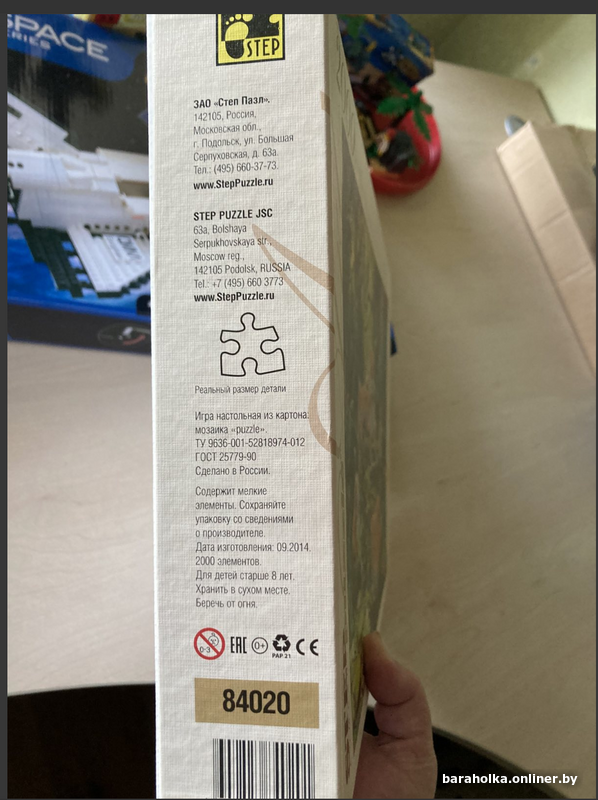 SPACE
SERIES
STEP
ЗАО «Степ Пазл».
142105, Россия,
Московская обл.,
г. Подольск, ул. Большая
Серпуховская, д. 63а.
Тел.: (495) 660-37-73.
www.StepPuzzle.ru
STEP PUZZLE JSC
63a, Bolshaya
Serpukhovskaya str.,
Moscow reg.,
142105 Podolsk, RUSSIA
Tel.: +7 (495) 660 3773
www.StepPuzzle.ru
Реальный размер детали
Игра настольная из картона:
мозаика «puzzle».
ТУ 9636-001-52818974-012
ГОСТ 25779-90
Сделано в России.
Содержит мелкие
элементы. Сохраняйте
упаковку со сведениями
о производителе.
Дата изготовления: 09.2014.
2000 элементов.
Для детей старше 8 лет.
Хранить в сухом месте.
Беречь от огня.
0-3 EAC 0+ PAP 21 CE
84020
baraholka.onliner.by